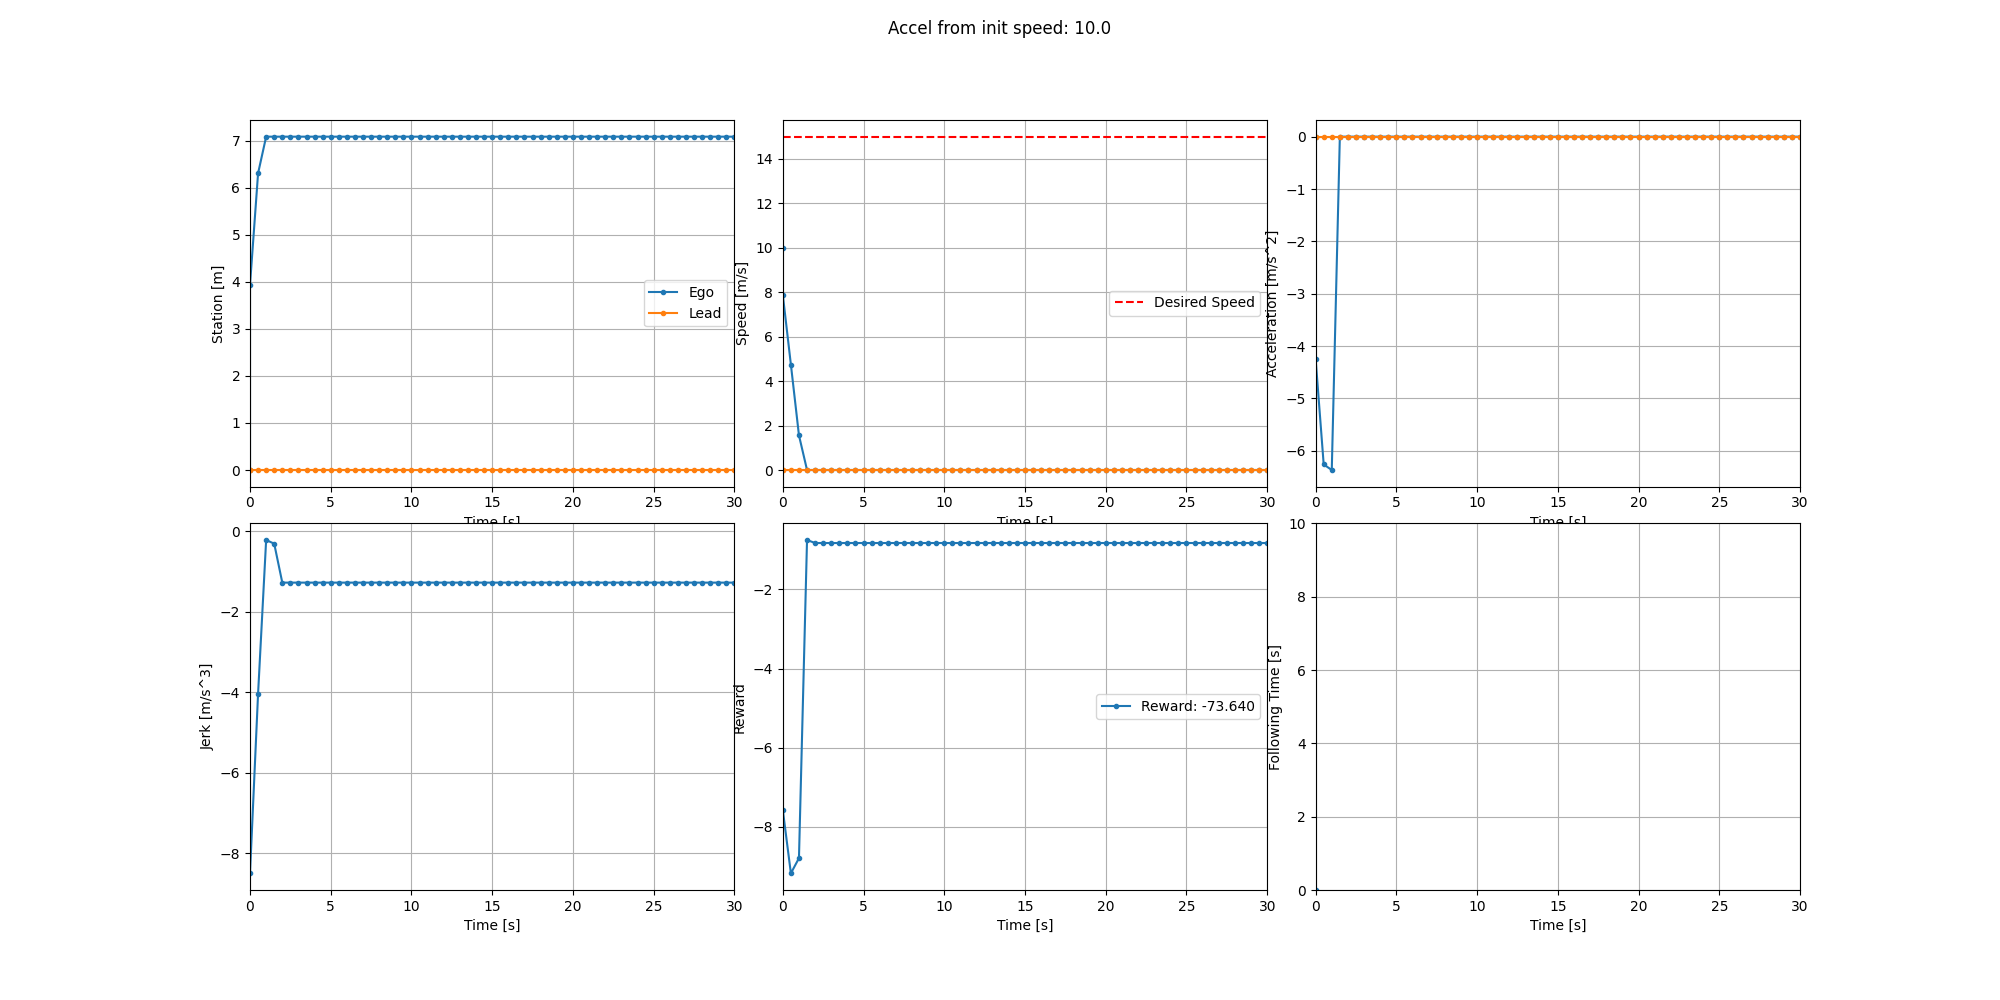 Accel from init speed: 10.0
Station [m]
7
6
5
4
3
2
1
0
0 5 10 15 20 25 30
Time [s]
Ego
Lead
Speed [m/s]
14
12
10
8
6
4
2
0
0 5 10 15 20 25 30
Time [s]
Desired Speed
Acceleration [m/s^2]
0
−1
−2
−3
−4
−5
−6
0 5 10 15 20 25 30
Time [s]
Jerk [m/s^3]
0
−2
−4
−6
−8
0 5 10 15 20 25 30
Time [s]
Reward
−2
−4
−6
−8
0 5 10 15 20 25 30
Time [s]
Reward: -73.640
Following Time [s]
10
8
6
4
2
0
0 5 10 15 20 25 30
Time [s]